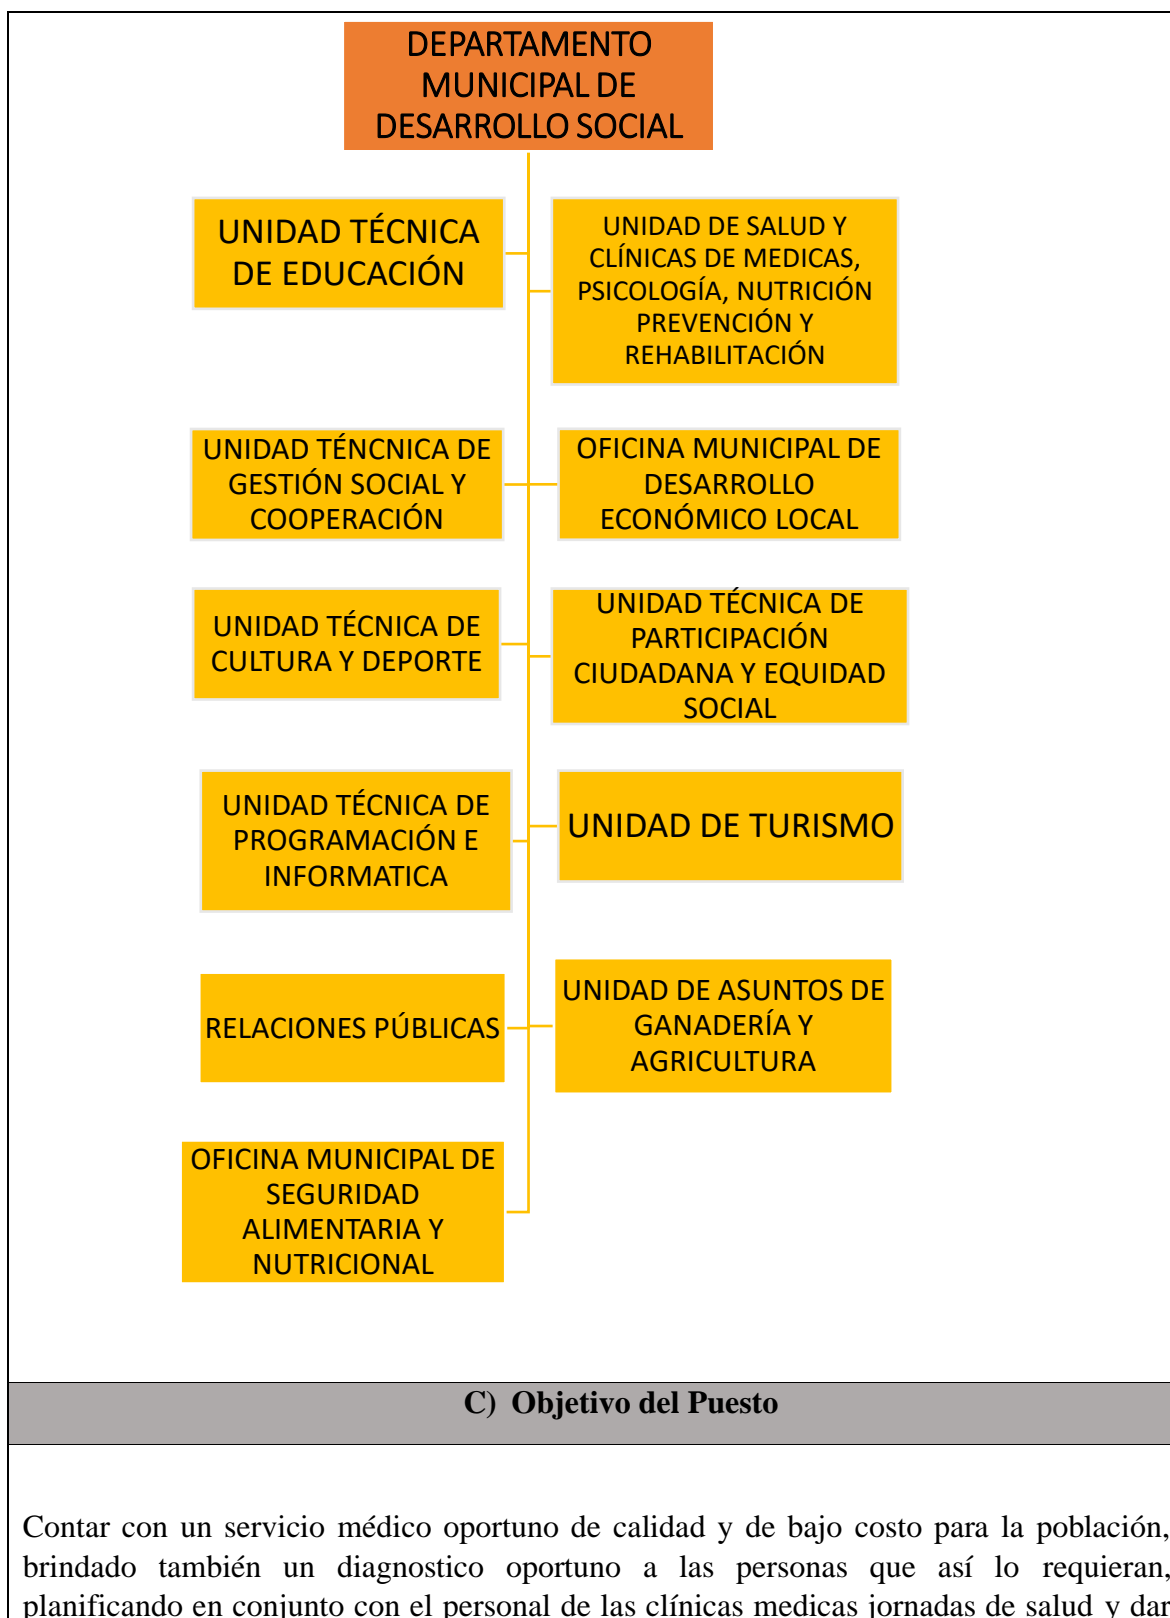 DEPARTAMENTO
MUNICIPAL DE
DESARROLLO SOCIAL
UNIDAD TÉCNICA
DE EDUCACIÓN
UNIDAD DE SALUD Y
CLÍNICAS DE MEDICAS,
PSICOLOGÍA, NUTRICIÓN
PREVENCIÓN Y
REHABILITACIÓN
UNIDAD TÉNCNICA DE
GESTIÓN SOCIAL Y
COOPERACIÓN
OFICINA MUNICIPAL DE
DESARROLLO
ECONÓMICO LOCAL
UNIDAD TÉCNICA DE
CULTURA Y DEPORTE
UNIDAD TÉCNICA DE
PARTICIPACIÓN
CIUDADANA Y EQUIDAD
SOCIAL
UNIDAD TÉCNICA DE
PROGRAMACIÓN E
INFORMATICA
UNIDAD DE TURISMO
RELACIONES PÚBLICAS
UNIDAD DE ASUNTOS DE
GANADERÍA Y
AGRICULTURA
OFICINA MUNICIPAL DE
SEGURIDAD
ALIMENTARIA Y
NUTRICIONAL
C) Objetivo del Puesto
Contar con un servicio médico oportuno de calidad y de bajo costo para la población,
brindado también un diagnostico oportuno a las personas que así lo requieran,
planificando en conjunto con el personal de las clínicas medicas jornadas de salud y dar